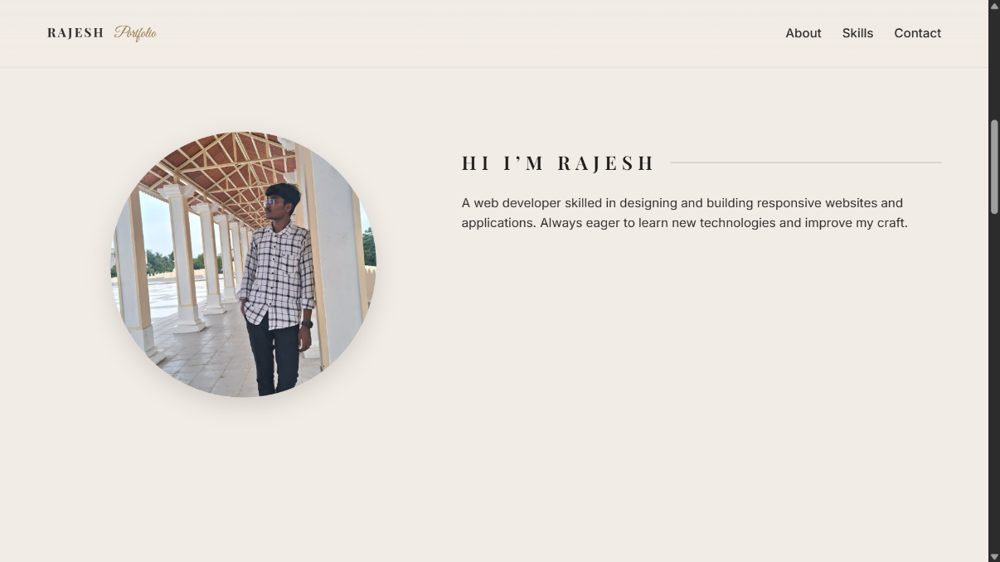 RAJESH Portfolio
About Skills Contact
HI I’M RAJESH
A web developer skilled in designing and building responsive websites and
applications. Always eager to learn new technologies and improve my craft.